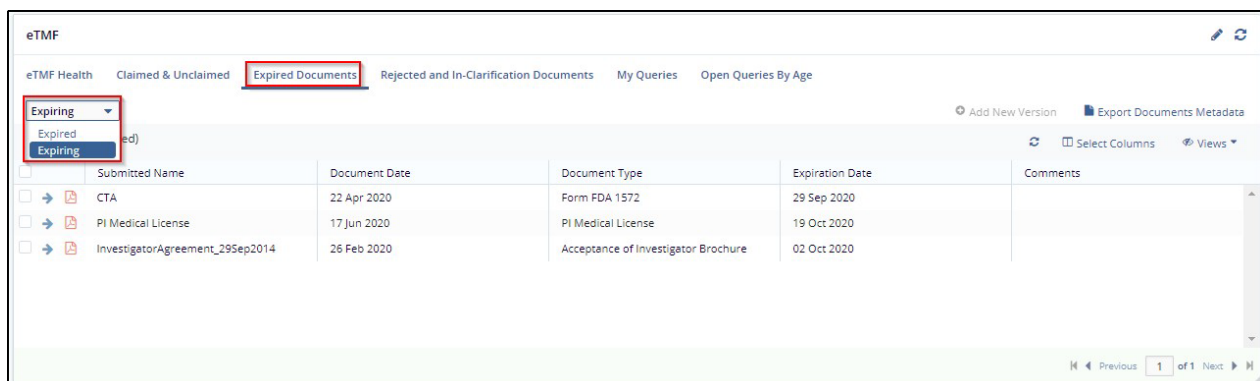 eTMF
eTMF Health Claimed & Unclaimed Expired Documents Rejected and In-Clarification Documents My Queries Open Queries By Age
Expiring Add New Version Export Documents Metadata
Expired ed) Select Columns Views
Expiring
Submitted Name Document Date Document Type Expiration Date Comments
CTA 22 Apr 2020 Form FDA 1572 29 Sep 2020
PI Medical License 17 Jun 2020 PI Medical License 19 Oct 2020
InvestigatorAgreement_29Sep2014 26 Feb 2020 Acceptance of Investigator Brochure 02 Oct 2020
Previous 1 of 1 Next